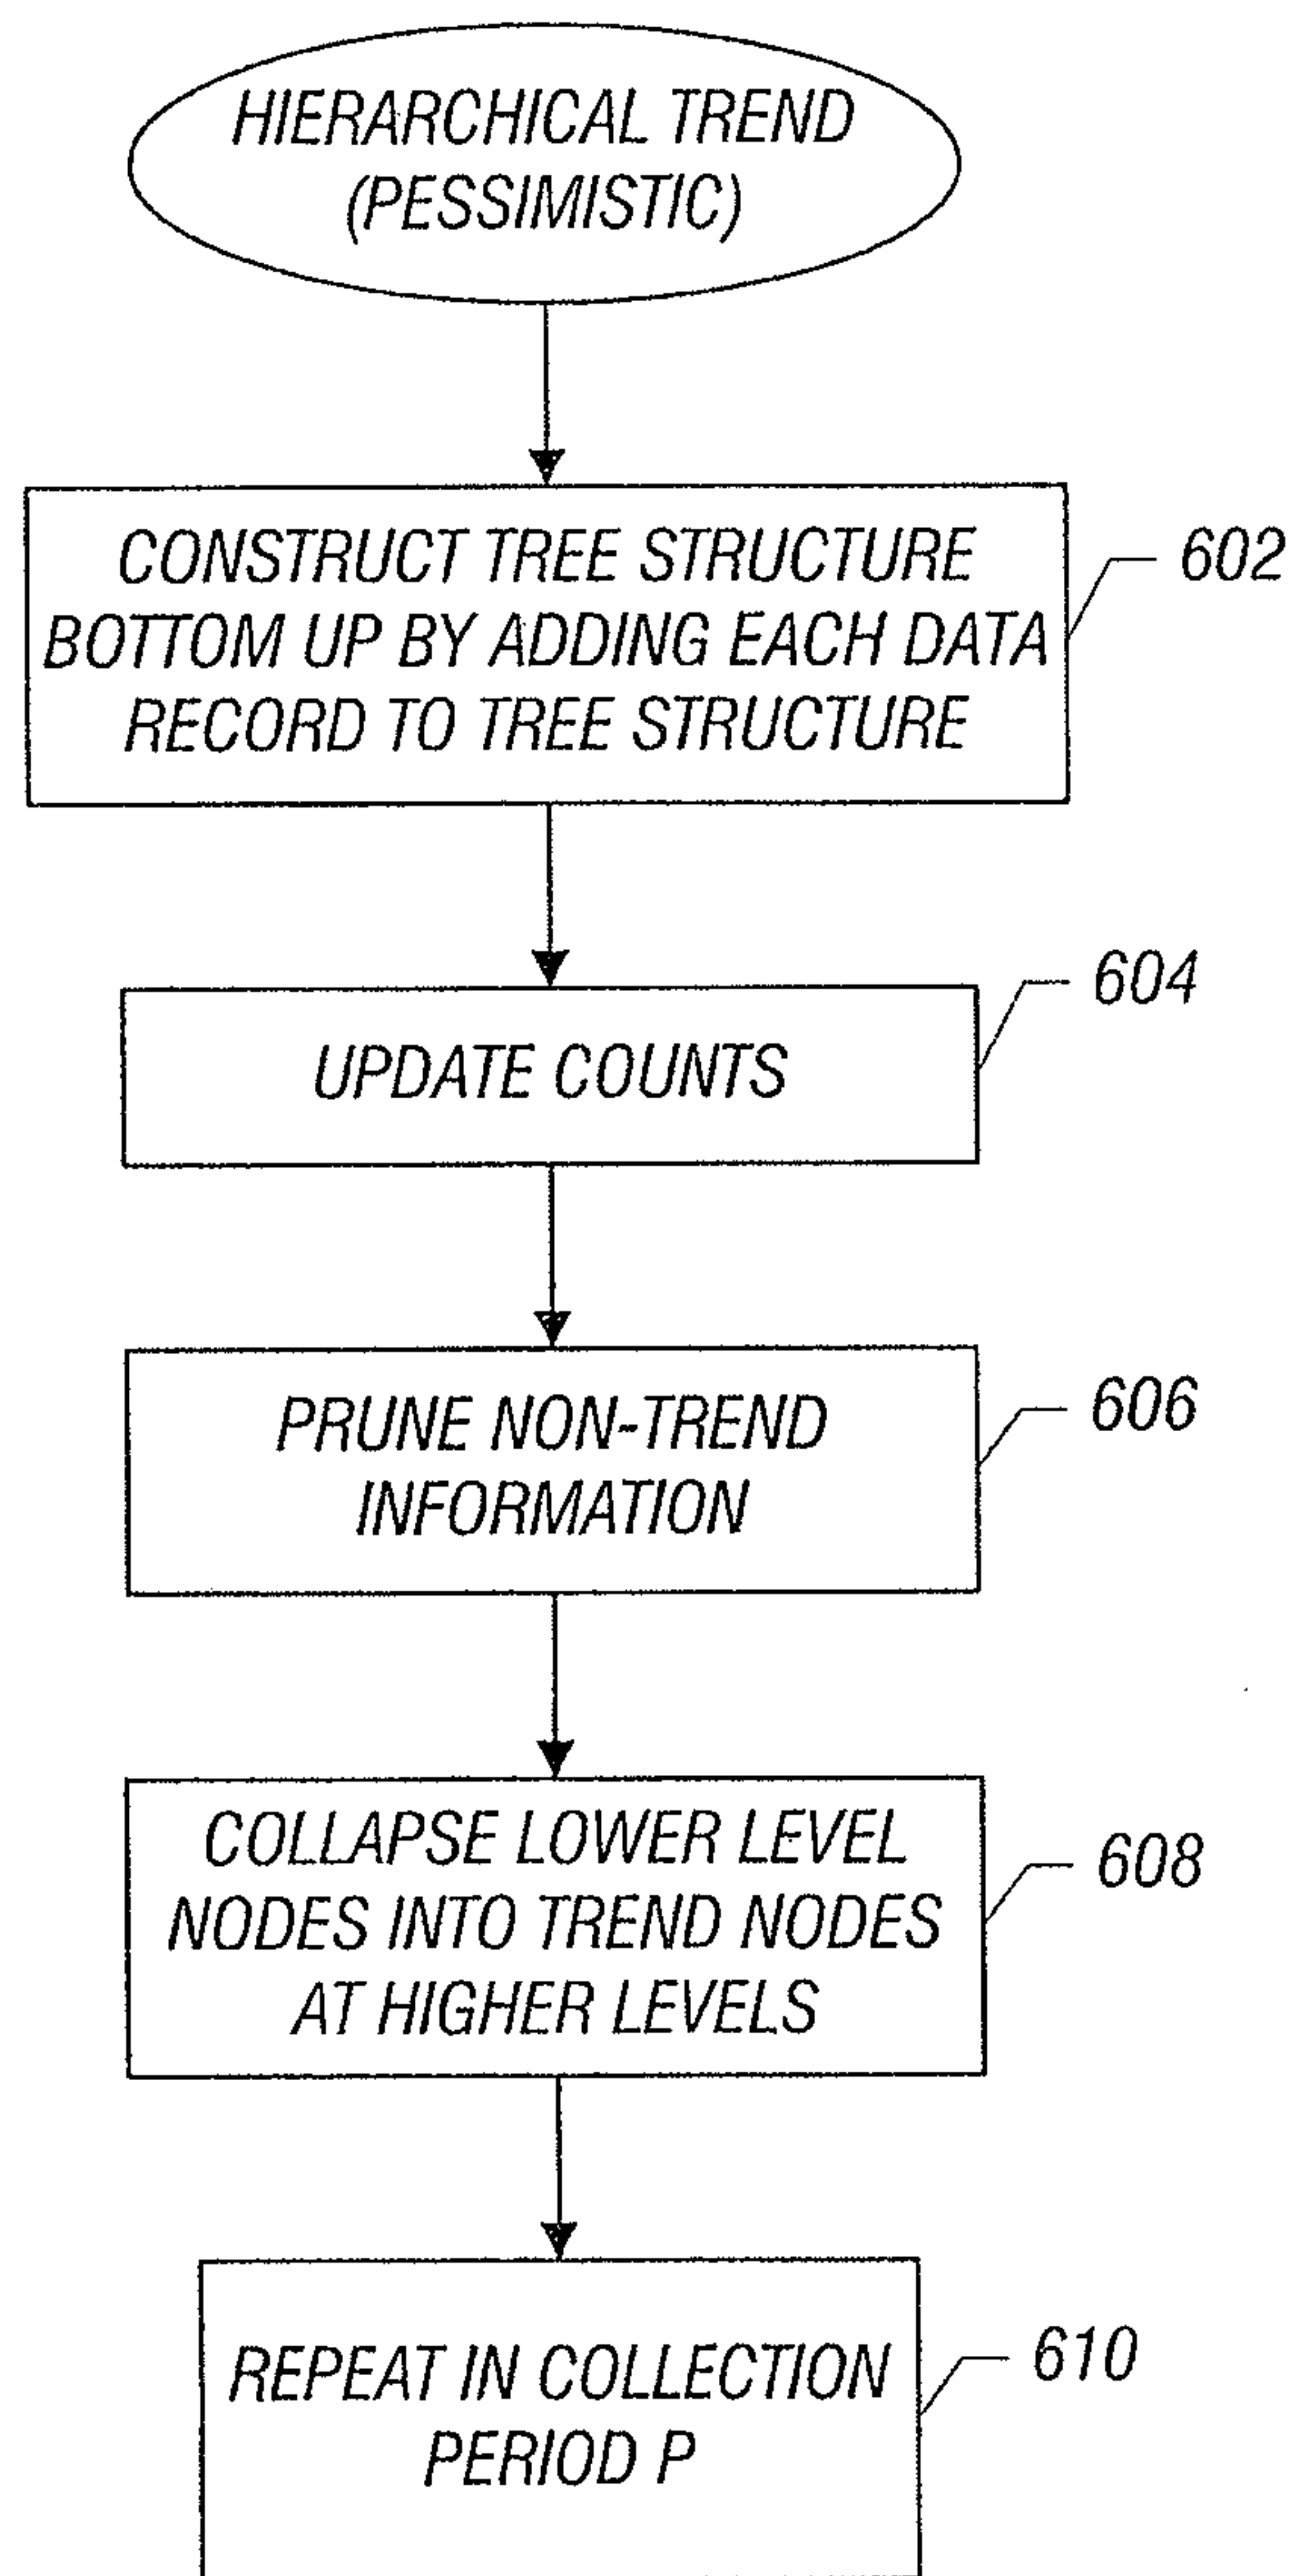 HIERARCHICAL TREND
(PESSIMISTIC)
CONSTRUCT TREE STRUCTURE
BOTTOM UP BY ADDING EACH DATA
RECORD TO TREE STRUCTURE
602
UPDATE COUNTS
604
PRUNE NON-TREND
INFORMATION
606
COLLAPSE LOWER LEVEL
NODES INTO TREND NODES
AT HIGHER LEVELS
608
REPEAT IN COLLECTION
PERIOD P
610